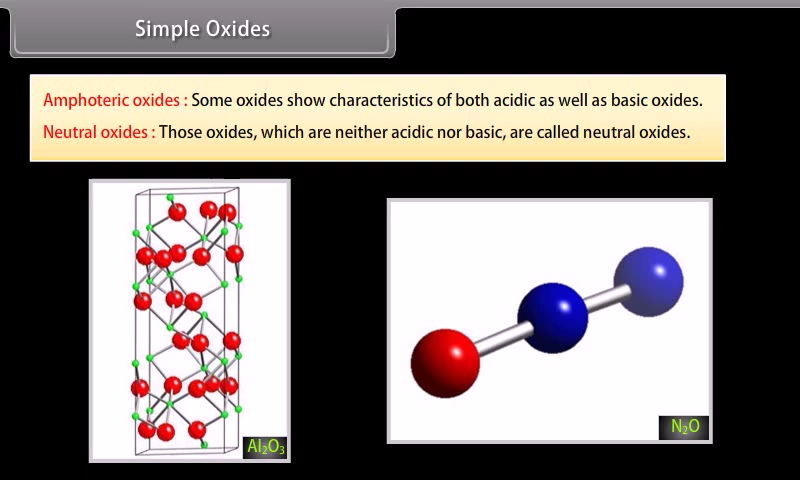 Simple Oxides
Amphoteric oxides : Some oxides show characteristics of both acidic as well as basic oxides.
Neutral oxides : Those oxides, which are neither acidic nor basic, are called neutral oxides.
Al₂O₃
N₂O